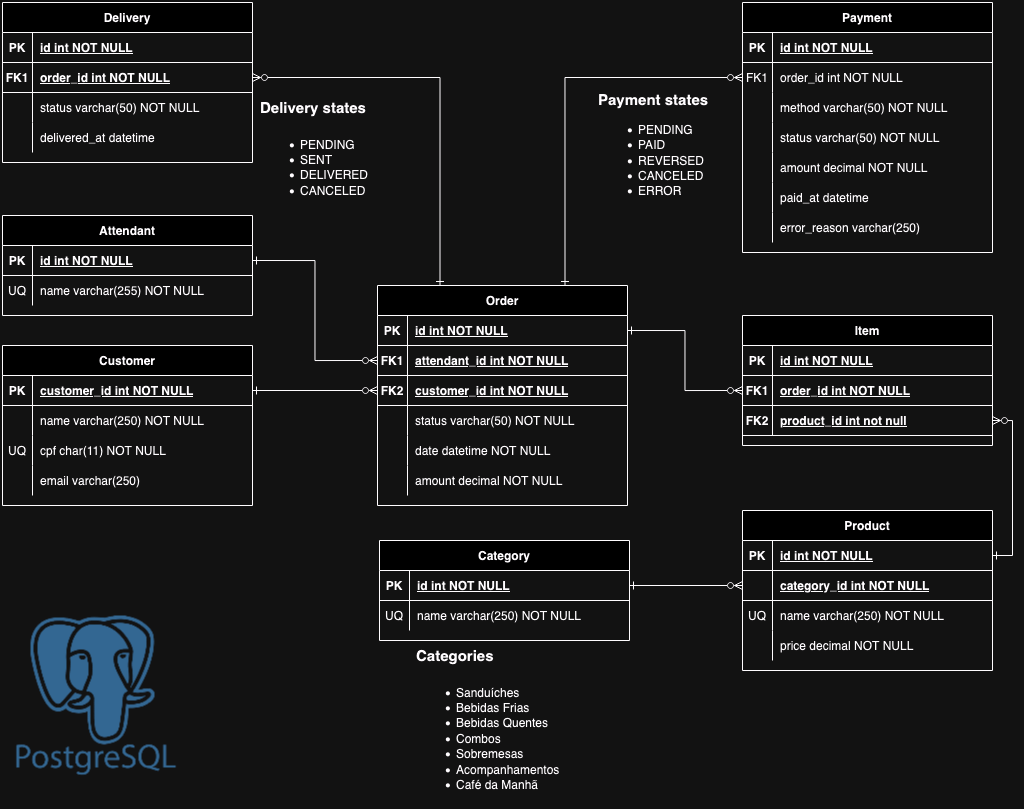 Delivery
PK id int NOT NULL
FK1 order_id int NOT NULL
status varchar(50) NOT NULL
delivered_at datetime
Delivery states
PENDING
SENT
DELIVERED
CANCELED
Payment states
PENDING
PAID
REVERSED
CANCELED
ERROR
Payment
PK id int NOT NULL
FK1 order_id int NOT NULL
method varchar(50) NOT NULL
status varchar(50) NOT NULL
amount decimal NOT NULL
paid_at datetime
error_reason varchar(250)
Attendant
PK id int NOT NULL
UQ name varchar(255) NOT NULL
Customer
PK customer_id int NOT NULL
name varchar(250) NOT NULL
UQ cpf char(11) NOT NULL
email varchar(250)
Order
PK id int NOT NULL
FK1 attendant_id int NOT NULL
FK2 customer_id int NOT NULL
status varchar(50) NOT NULL
date datetime NOT NULL
amount decimal NOT NULL
Item
PK id int NOT NULL
FK1 order_id int NOT NULL
FK2 product_id int not null
Category
PK id int NOT NULL
UQ name varchar(250) NOT NULL
Product
PK id int NOT NULL
category_id int NOT NULL
UQ name varchar(250) NOT NULL
price decimal NOT NULL
Categories
Sanduíches
Bebidas Frias
Bebidas Quentes
Combos
Sobremesas
Acompanhamentos
Café da Manhã
PostgreSQL